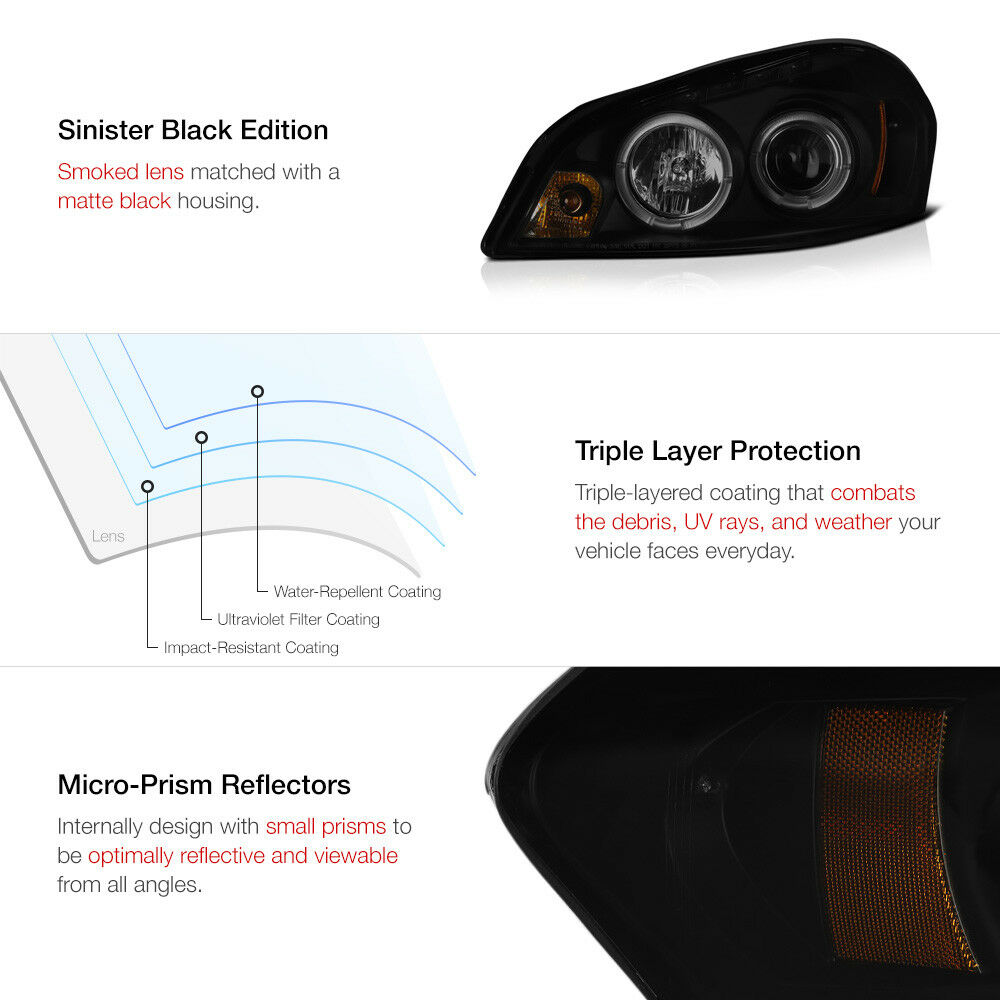 Sinister Black Edition
Smoked lens matched with a
matte black housing.
Lens
Water-Repellent Coating
Ultraviolet Filter Coating
Impact-Resistant Coating
Triple Layer Protection
Triple-layered coating that combats
the debris, UV rays, and weather your
vehicle faces everyday.
Micro-Prism Reflectors
Internally design with small prisms to
be optimally reflective and viewable
from all angles.